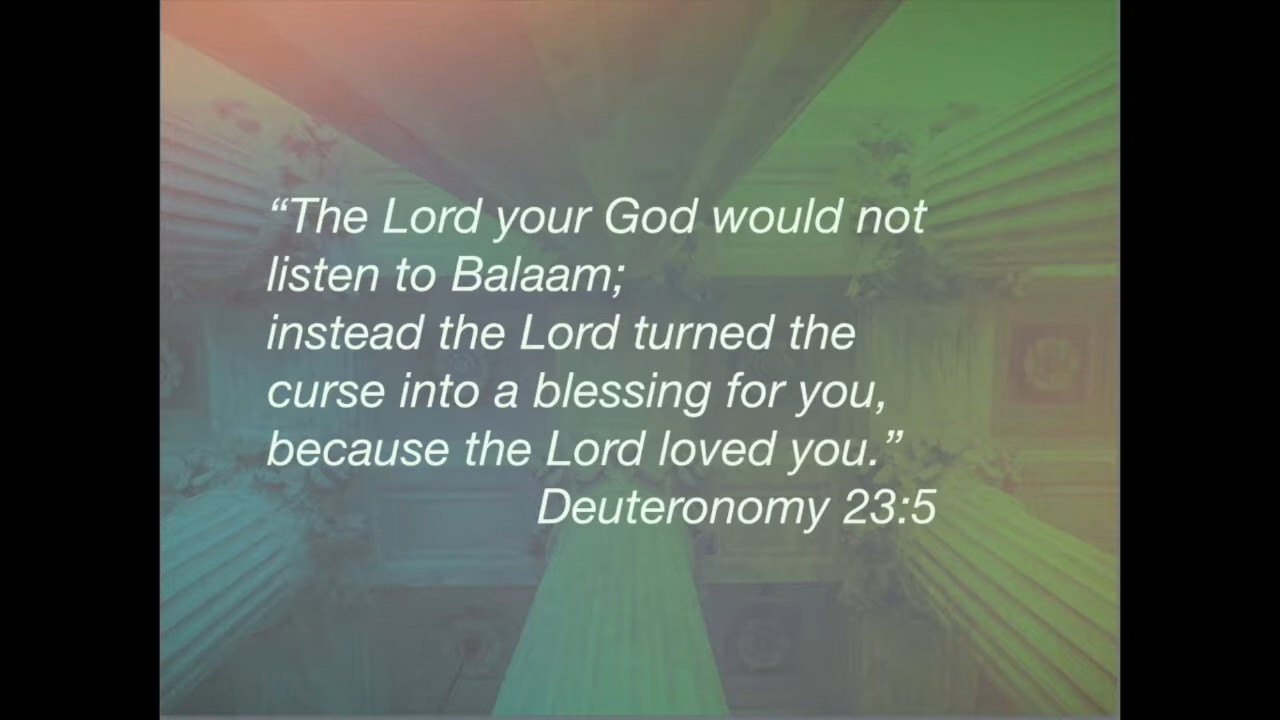 “The Lord your God would not
listen to Balaam;
instead the Lord turned the
curse into a blessing for you,
because the Lord loved you.”
Deuteronomy 23:5